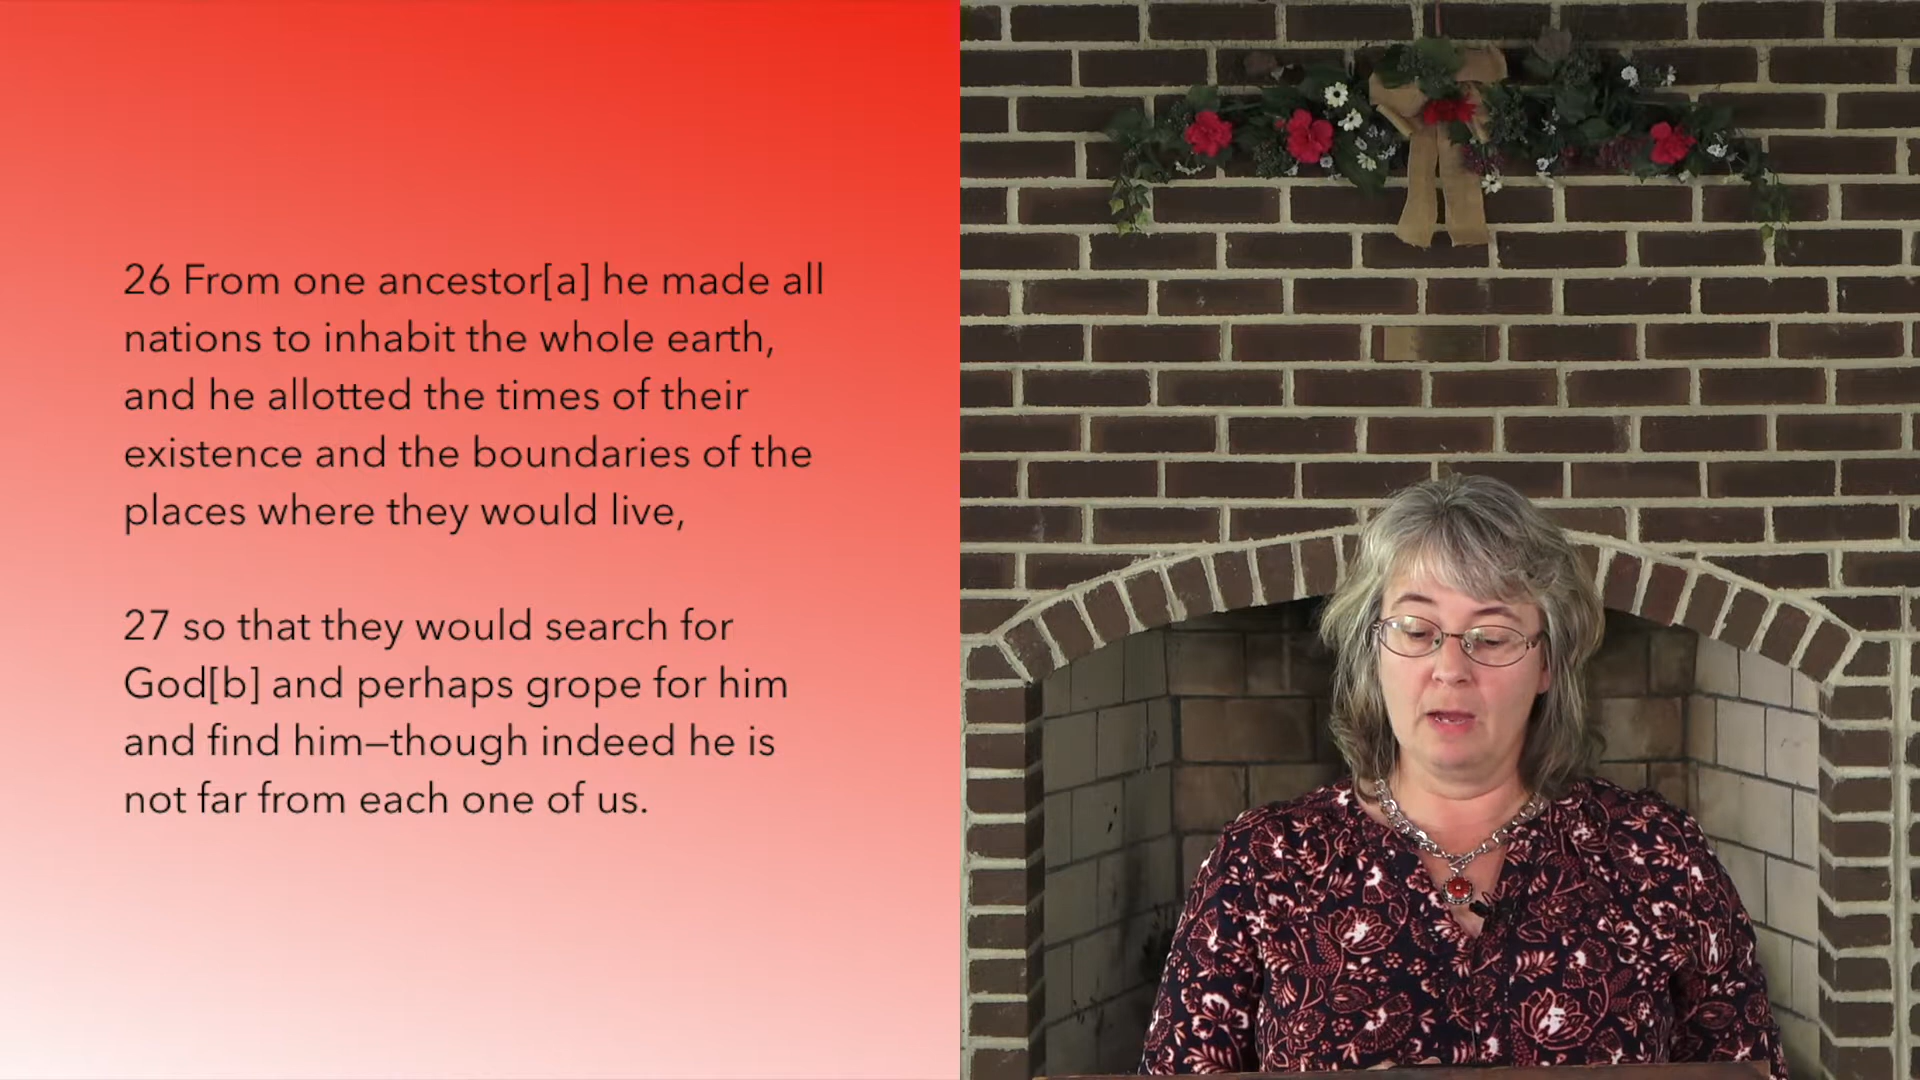 26 From one ancestor[a] he made all
nations to inhabit the whole earth,
and he allotted the times of their
existence and the boundaries of the
places where they would live,
27 so that they would search for
God[b] and perhaps grope for him
and find him—though indeed he is
not far from each one of us.